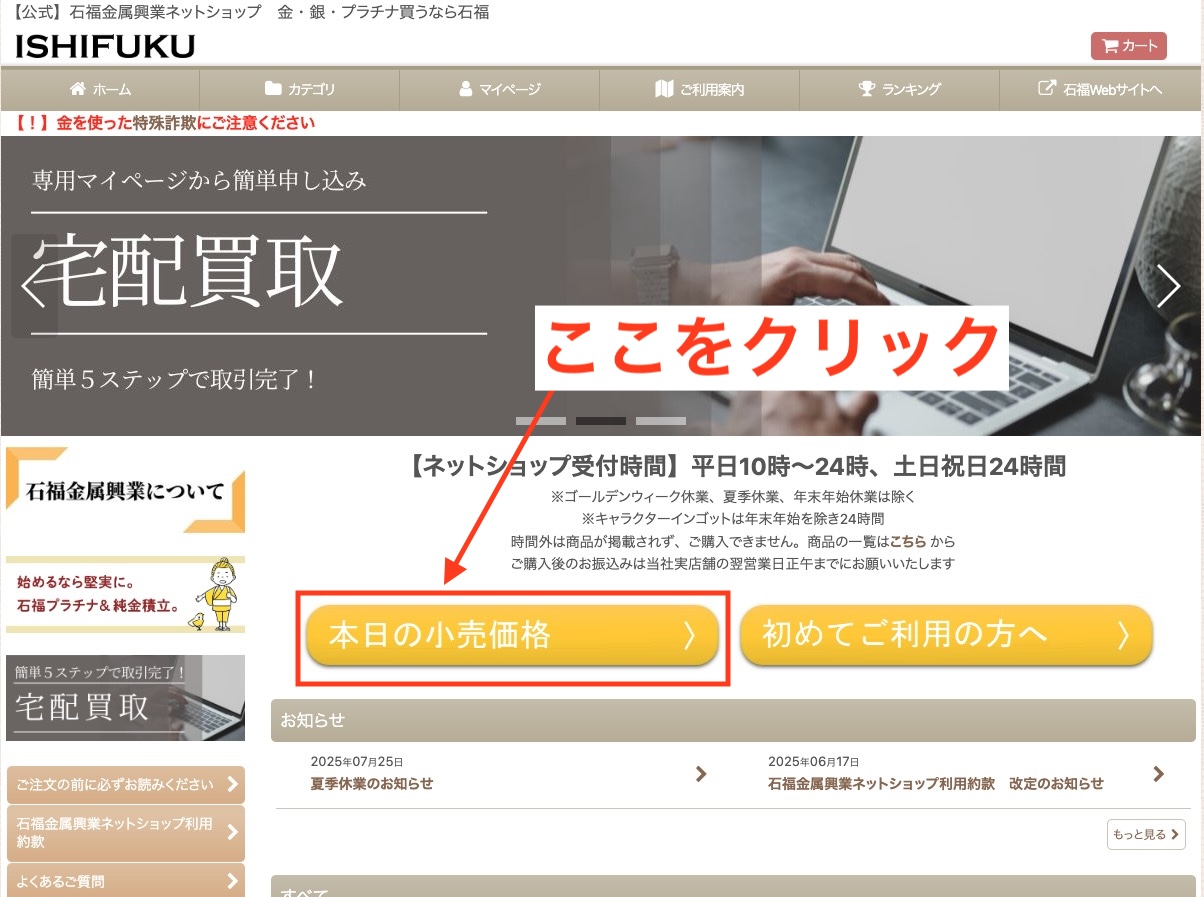 【公式】石福金属興業ネットショップ　金・銀・プラチナ買うなら石福
ISHIFUKU
カート
ホーム
カテゴリ
マイページ
ご利用案内
ランキング
石福Webサイトへ
【！】金を使った特殊詐欺にご注意ください
専用マイページから簡単申し込み
宅配買取
簡単５ステップで取引完了！
ここをクリック
石福金属興業について
始めるなら堅実に。
石福プラチナ＆純金積立。
簡単５ステップで取引完了！
宅配買取
ご注文の前に必ずお読みください
石福金属興業ネットショップ利用
約款
よくあるご質問
【ネットショップ受付時間】平日10時〜24時、土日祝日24時間
※ゴールデンウィーク休業、夏季休業、年末年始休業は除く
※キャラクターインゴットは年末年始を除き24時間
時間外は商品が掲載されず、ご購入できません。商品の一覧はこちら から
ご購入後のお振込みは当社実店舗の翌営業日正午までにお願いいたします
本日の小売価格
初めてご利用の方へ
お知らせ
2025年07月25日
夏季休業のお知らせ
2025年06月17日
石福金属興業ネットショップ利用約款　改定のお知らせ
もっと見る
すべて